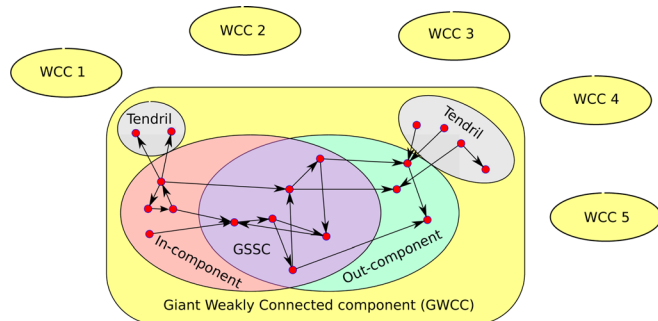 WCC 2
WCC 3
WCC 1
WCC 4
Tendril
Tendril
WCC 5
GSSC
In-component
Out-component
Giant Weakly Connected component (GWCC)